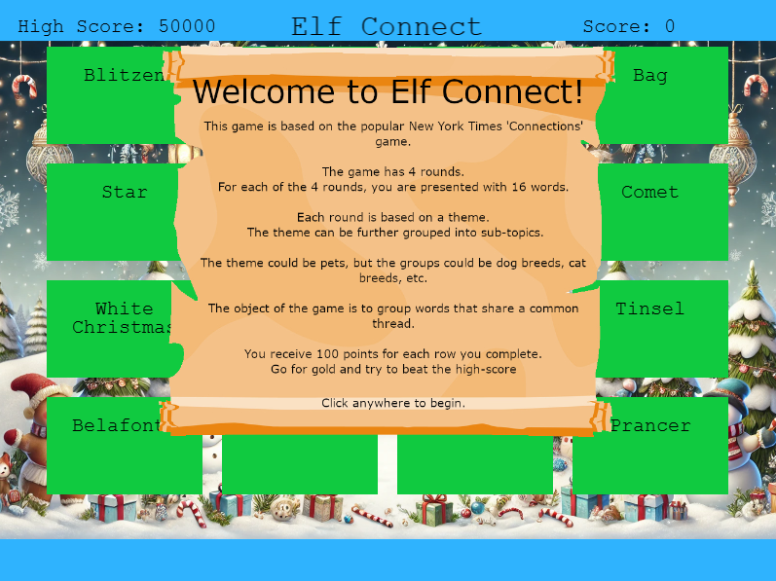 High Score: 50000
Elf Connect
Score: 0
Blitzen
Bag
Welcome to Elf Connect!
This game is based on the popular New York Times 'Connections'
game.
The game has 4 rounds.
For each of the 4 rounds, you are presented with 16 words.
Star
Comet
Each round is based on a theme.
The theme can be further grouped into sub-topics.
The theme could be pets, but the groups could be dog breeds, cat
breeds, etc.
White
Christmas
Tinsel
The object of the game is to group words that share a common
thread.
You receive 100 points for each row you complete.
Go for gold and try to beat the high-score
Click anywhere to begin.
Belafont
Prancer